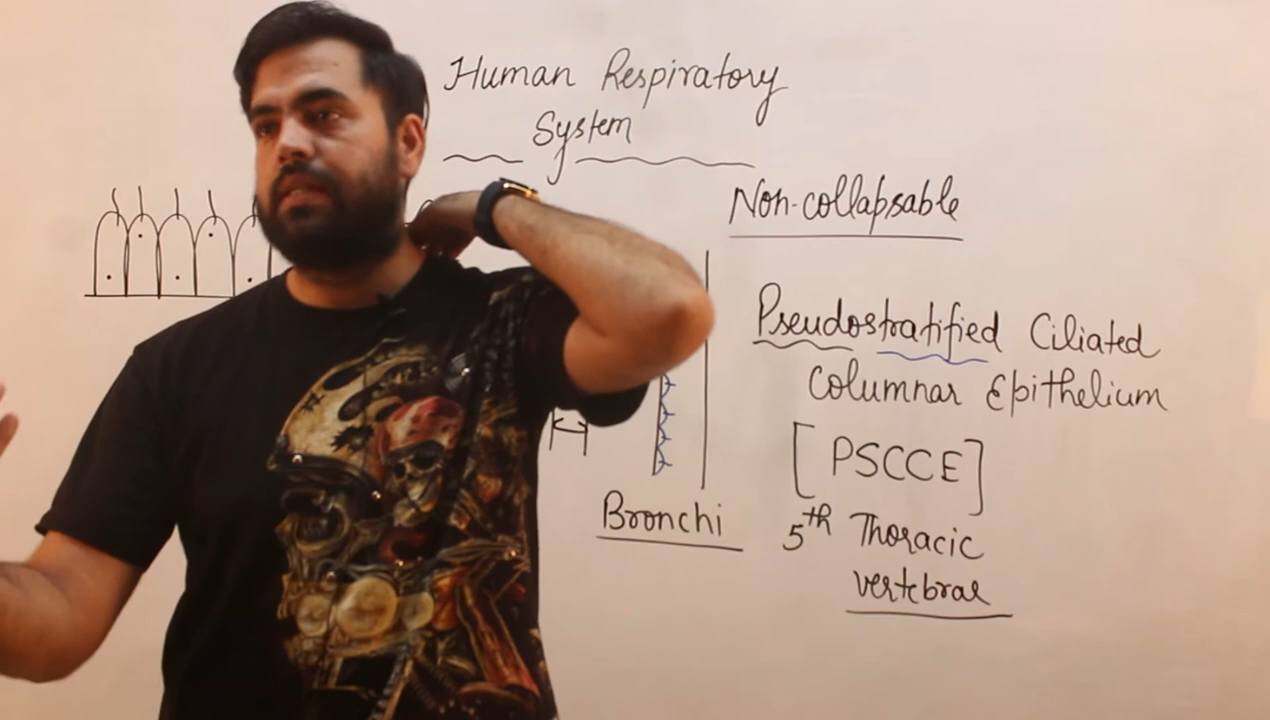 Human Respiratory
System
Non-collapsable
Pseudostratified Ciliated
Columnar Epithelium
[PSCCE]
5th Thoracic
vertebrae
Bronchi